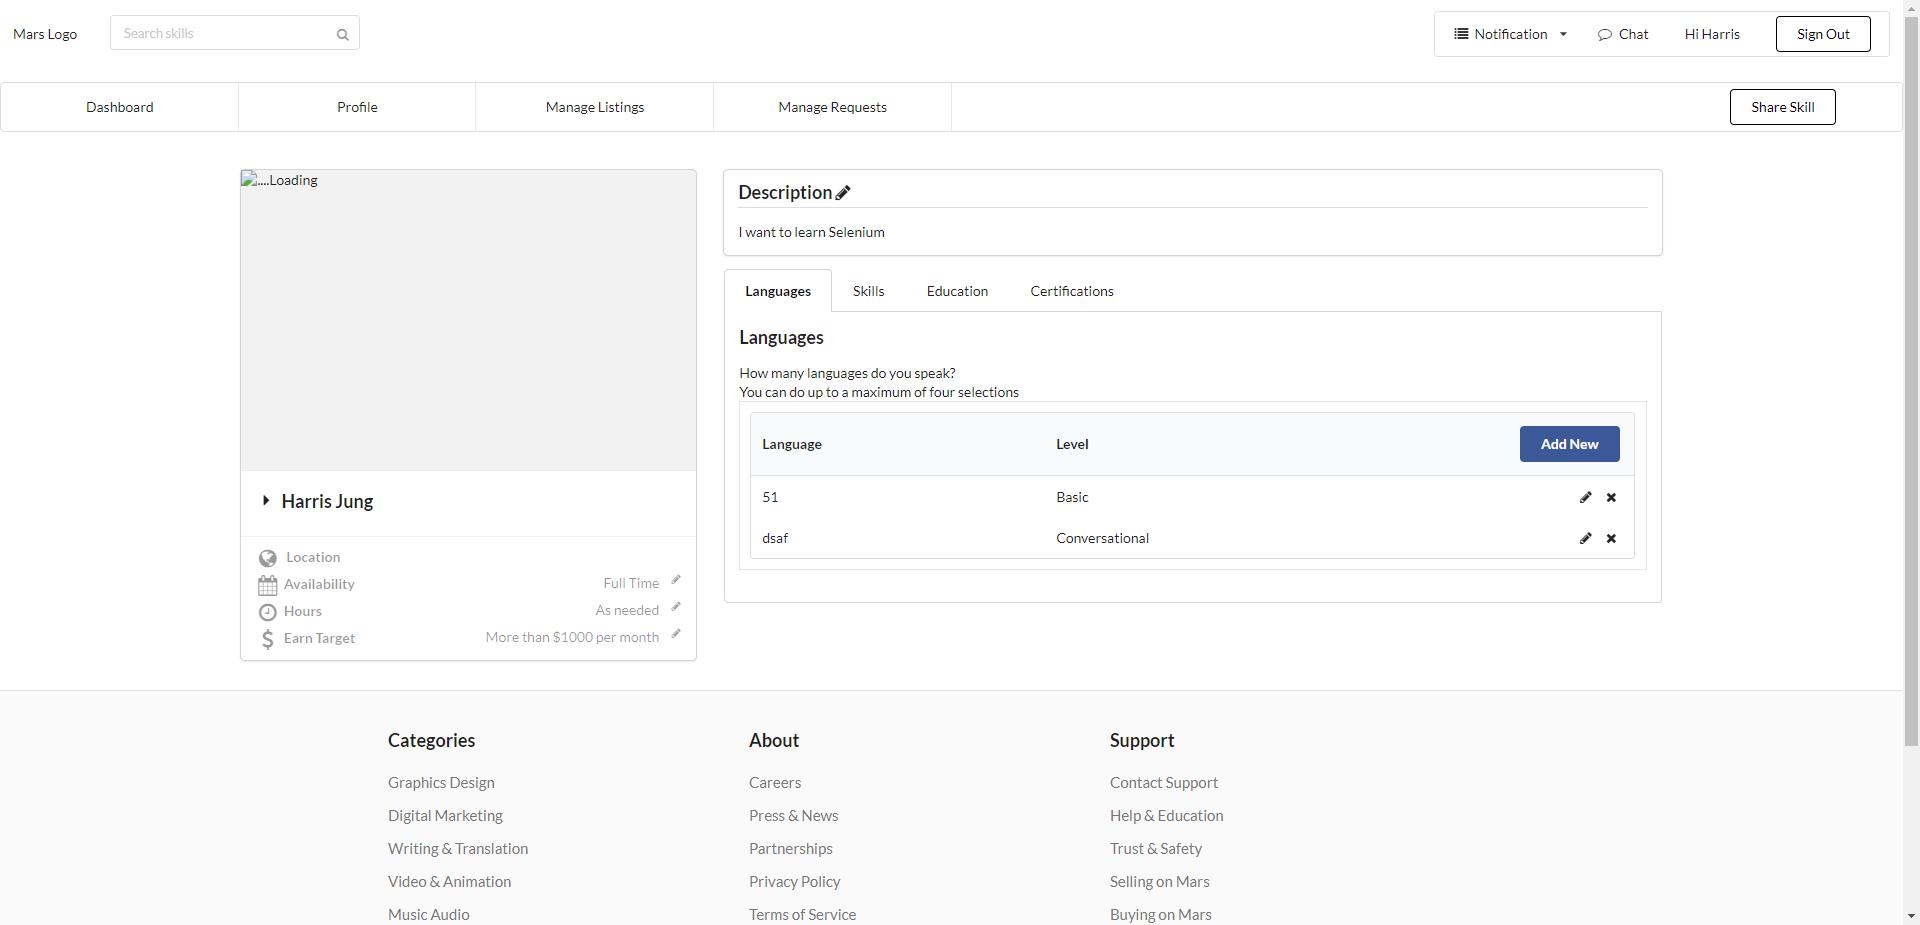 Mars Logo
Search skills
Notification
Chat
Hi Harris
Sign Out
Dashboard
Profile
Manage Listings
Manage Requests
Share Skill
....Loading
Harris Jung
Location
Availability
Full Time
Hours
As needed
Earn Target
More than $1000 per month
Description
I want to learn Selenium
Languages
Skills
Education
Certifications
Languages
How many languages do you speak?
You can do up to a maximum of four selections
Language
Level
Add New
51
Basic
dsaf
Conversational
Categories
Graphics Design
Digital Marketing
Writing & Translation
Video & Animation
Music Audio
About
Careers
Press & News
Partnerships
Privacy Policy
Terms of Service
Support
Contact Support
Help & Education
Trust & Safety
Selling on Mars
Buying on Mars